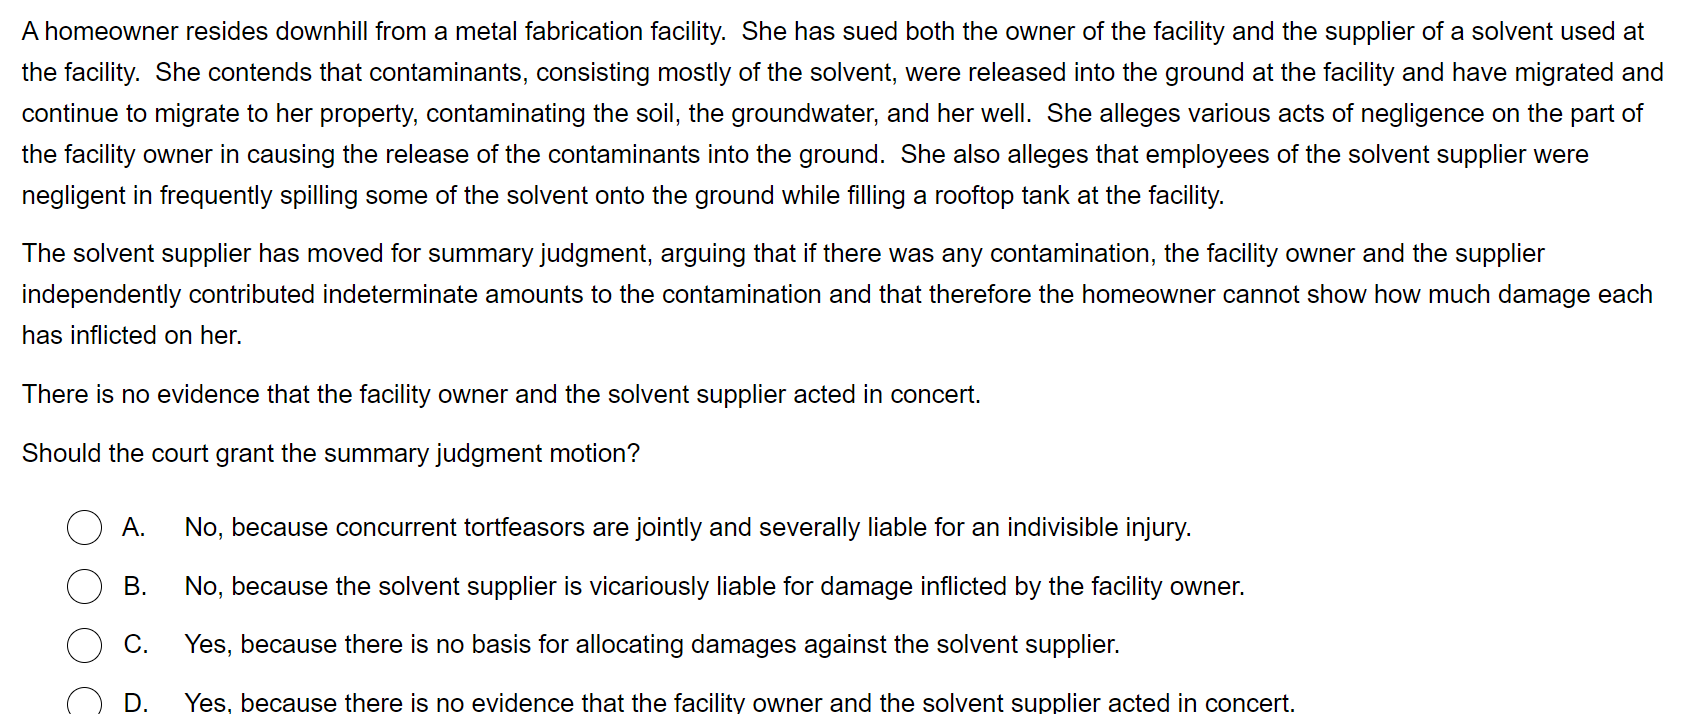 A homeowner resides downhill from a metal fabrication facility.  She has sued both the owner of the facility and the supplier of a solvent used at
the facility.  She contends that contaminants, consisting mostly of the solvent, were released into the ground at the facility and have migrated and
continue to migrate to her property, contaminating the soil, the groundwater, and her well.  She alleges various acts of negligence on the part of
the facility owner in causing the release of the contaminants into the ground.  She also alleges that employees of the solvent supplier were
negligent in frequently spilling some of the solvent onto the ground while filling a rooftop tank at the facility.
The solvent supplier has moved for summary judgment, arguing that if there was any contamination, the facility owner and the supplier
independently contributed indeterminate amounts to the contamination and that therefore the homeowner cannot show how much damage each
has inflicted on her.
There is no evidence that the facility owner and the solvent supplier acted in concert.
Should the court grant the summary judgment motion?
A. No, because concurrent tortfeasors are jointly and severally liable for an indivisible injury.
B. No, because the solvent supplier is vicariously liable for damage inflicted by the facility owner.
C. Yes, because there is no basis for allocating damages against the solvent supplier.
D. Yes, because there is no evidence that the facility owner and the solvent supplier acted in concert.